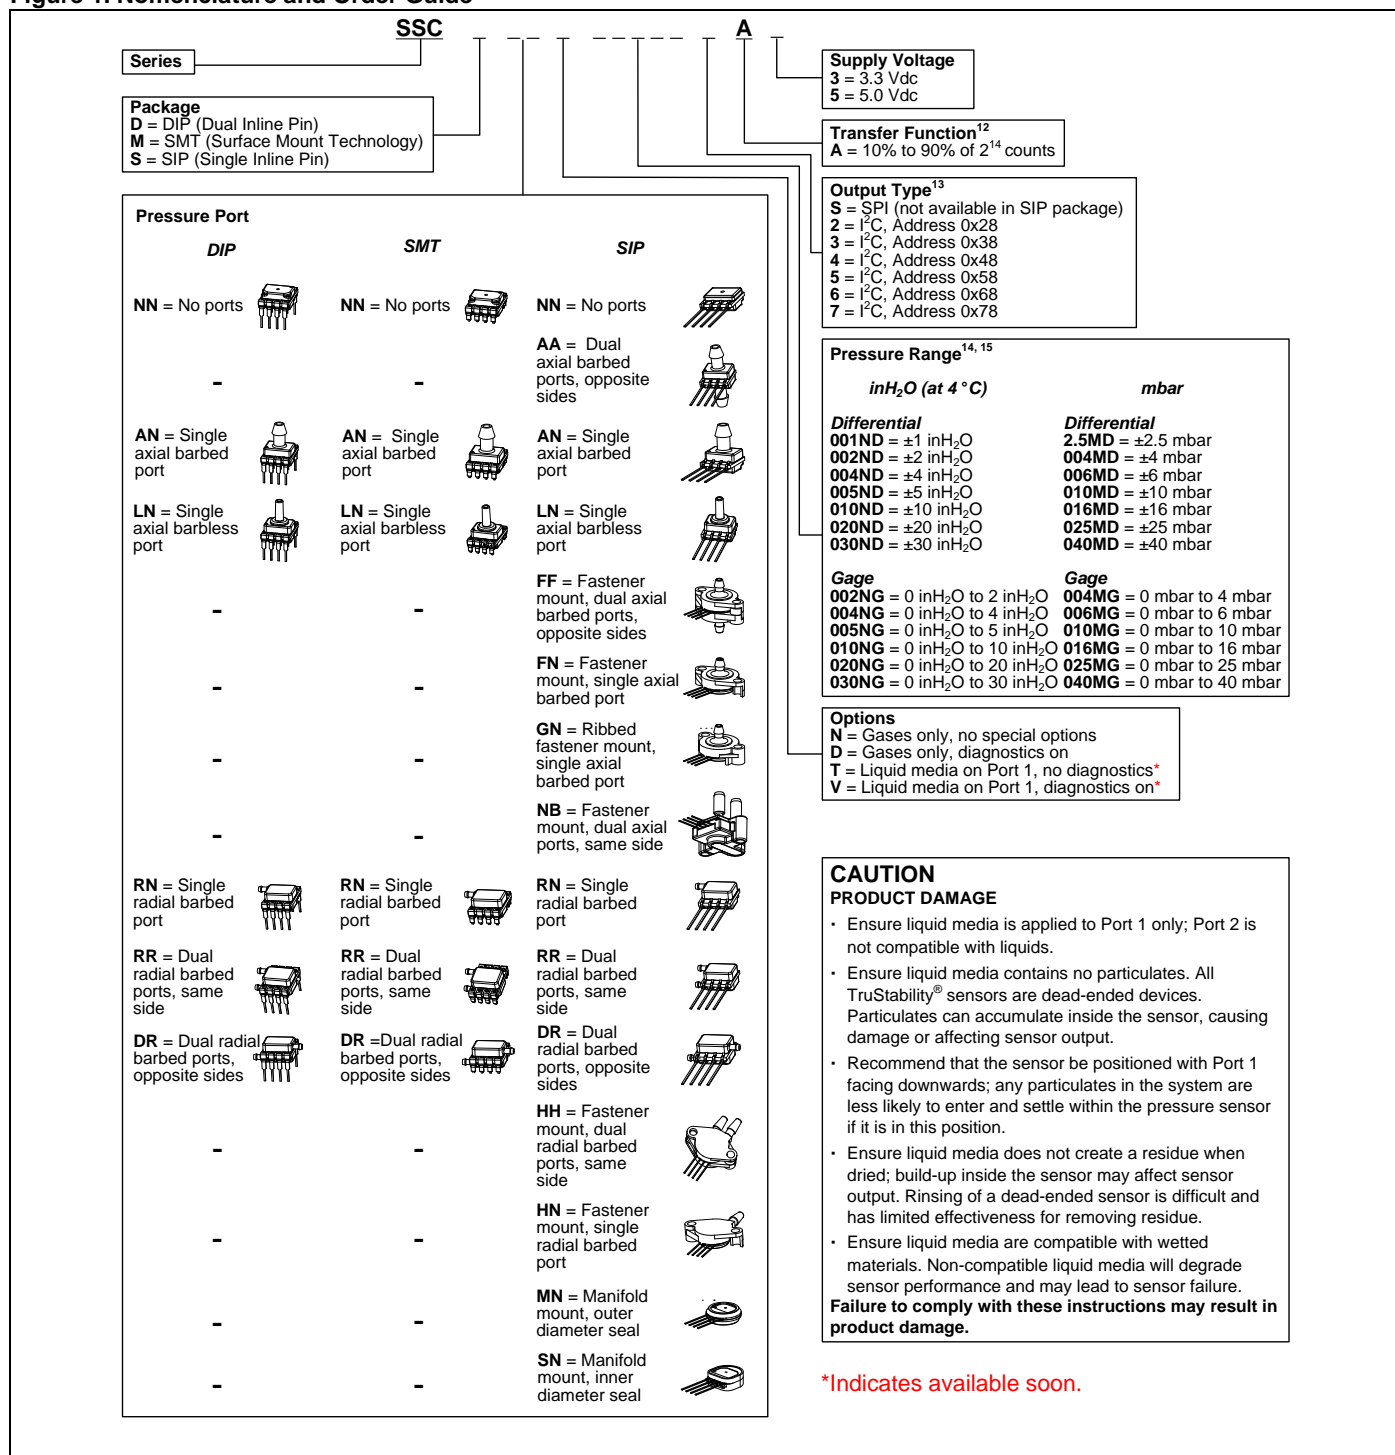 Figure 1. Nomenclature and Order Guide
SSC _ _ _ _ _ _ _ _ _ _ A _
Series
Package
D = DIP (Dual Inline Pin)
M = SMT (Surface Mount Technology)
S = SIP (Single Inline Pin)
Supply Voltage
3 = 3.3 Vdc
5 = 5.0 Vdc
Transfer Function¹²
A = 10% to 90% of 2¹⁴ counts
Output Type¹³
S = SPI (not available in SIP package)
2 = I²C, Address 0x28
3 = I²C, Address 0x38
4 = I²C, Address 0x48
5 = I²C, Address 0x58
6 = I²C, Address 0x68
7 = I²C, Address 0x78
Pressure Range¹⁴, ¹⁵
inH₂O (at 4 °C)
Differential
001ND = ±1 inH₂O
002ND = ±2 inH₂O
004ND = ±4 inH₂O
005ND = ±5 inH₂O
010ND = ±10 inH₂O
020ND = ±20 inH₂O
030ND = ±30 inH₂O
Gage
002NG = 0 inH₂O to 2 inH₂O
004NG = 0 inH₂O to 4 inH₂O
005NG = 0 inH₂O to 5 inH₂O
010NG = 0 inH₂O to 10 inH₂O
020NG = 0 inH₂O to 20 inH₂O
030NG = 0 inH₂O to 30 inH₂O
mbar
Differential
2.5MD = ±2.5 mbar
004MD = ±4 mbar
006MD = ±6 mbar
010MD = ±10 mbar
016MD = ±16 mbar
025MD = ±25 mbar
040MD = ±40 mbar
Gage
004MG = 0 mbar to 4 mbar
006MG = 0 mbar to 6 mbar
010MG = 0 mbar to 10 mbar
016MG = 0 mbar to 16 mbar
025MG = 0 mbar to 25 mbar
040MG = 0 mbar to 40 mbar
Options
N = Gases only, no special options
D = Gases only, diagnostics on
T = Liquid media on Port 1, no diagnostics*
V = Liquid media on Port 1, diagnostics on*
Pressure Port
DIP
SMT
SIP
NN = No ports
NN = No ports
NN = No ports
-
-
AA = Dual
axial barbed
ports, opposite
sides
AN = Single
axial barbed
port
AN = Single
axial barbed
port
AN = Single
axial barbed
port
LN = Single
axial barbless
port
LN = Single
axial barbless
port
LN = Single
axial barbless
port
-
-
FF = Fastener
mount, dual axial
barbed ports,
opposite sides
-
-
FN = Fastener
mount, single axial
barbed port
-
-
GN = Ribbed
fastener mount,
single axial
barbed port
-
-
NB = Fastener
mount, dual axial
ports, same side
RN = Single
radial barbed
port
RN = Single
radial barbed
port
RN = Single
radial barbed
port
RR = Dual
radial barbed
ports, same
side
RR = Dual
radial barbed
ports, same
side
RR = Dual
radial barbed
ports, same
side
DR = Dual radial
barbed ports,
opposite sides
DR =Dual radial
barbed ports,
opposite sides
DR = Dual
radial barbed
ports, opposite
sides
-
-
HH = Fastener
mount, dual
radial barbed
ports, same
side
-
-
HN = Fastener
mount, single
radial barbed
port
-
-
MN = Manifold
mount, outer
diameter seal
-
-
SN = Manifold
mount, inner
diameter seal
CAUTION
PRODUCT DAMAGE
· Ensure liquid media is applied to Port 1 only; Port 2 is
not compatible with liquids.
· Ensure liquid media contains no particulates. All
TruStability® sensors are dead-ended devices.
Particulates can accumulate inside the sensor, causing
damage or affecting sensor output.
· Recommend that the sensor be positioned with Port 1
facing downwards; any particulates in the system are
less likely to enter and settle within the pressure sensor
if it is in this position.
· Ensure liquid media does not create a residue when
dried; build-up inside the sensor may affect sensor
output. Rinsing of a dead-ended sensor is difficult and
has limited effectiveness for removing residue.
· Ensure liquid media are compatible with wetted
materials. Non-compatible liquid media will degrade
sensor performance and may lead to sensor failure.
Failure to comply with these instructions may result in
product damage.
*Indicates available soon.